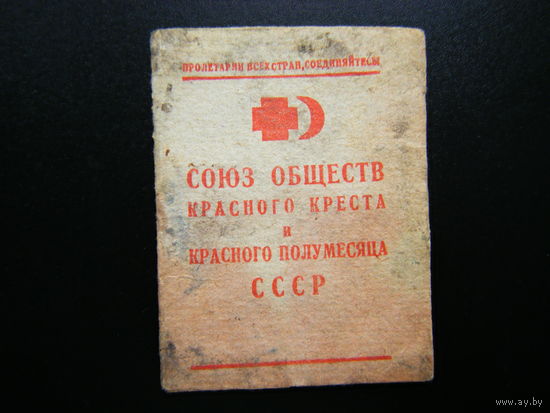 ПРОЛЕТАРИИ ВСЕХ СТРАН, СОЕДИНЯЙТЕСЬ!
СОЮЗ ОБЩЕСТВ
КРАСНОГО КРЕСТА
и
КРАСНОГО ПОЛУМЕСЯЦА
СССР
www.ay.by